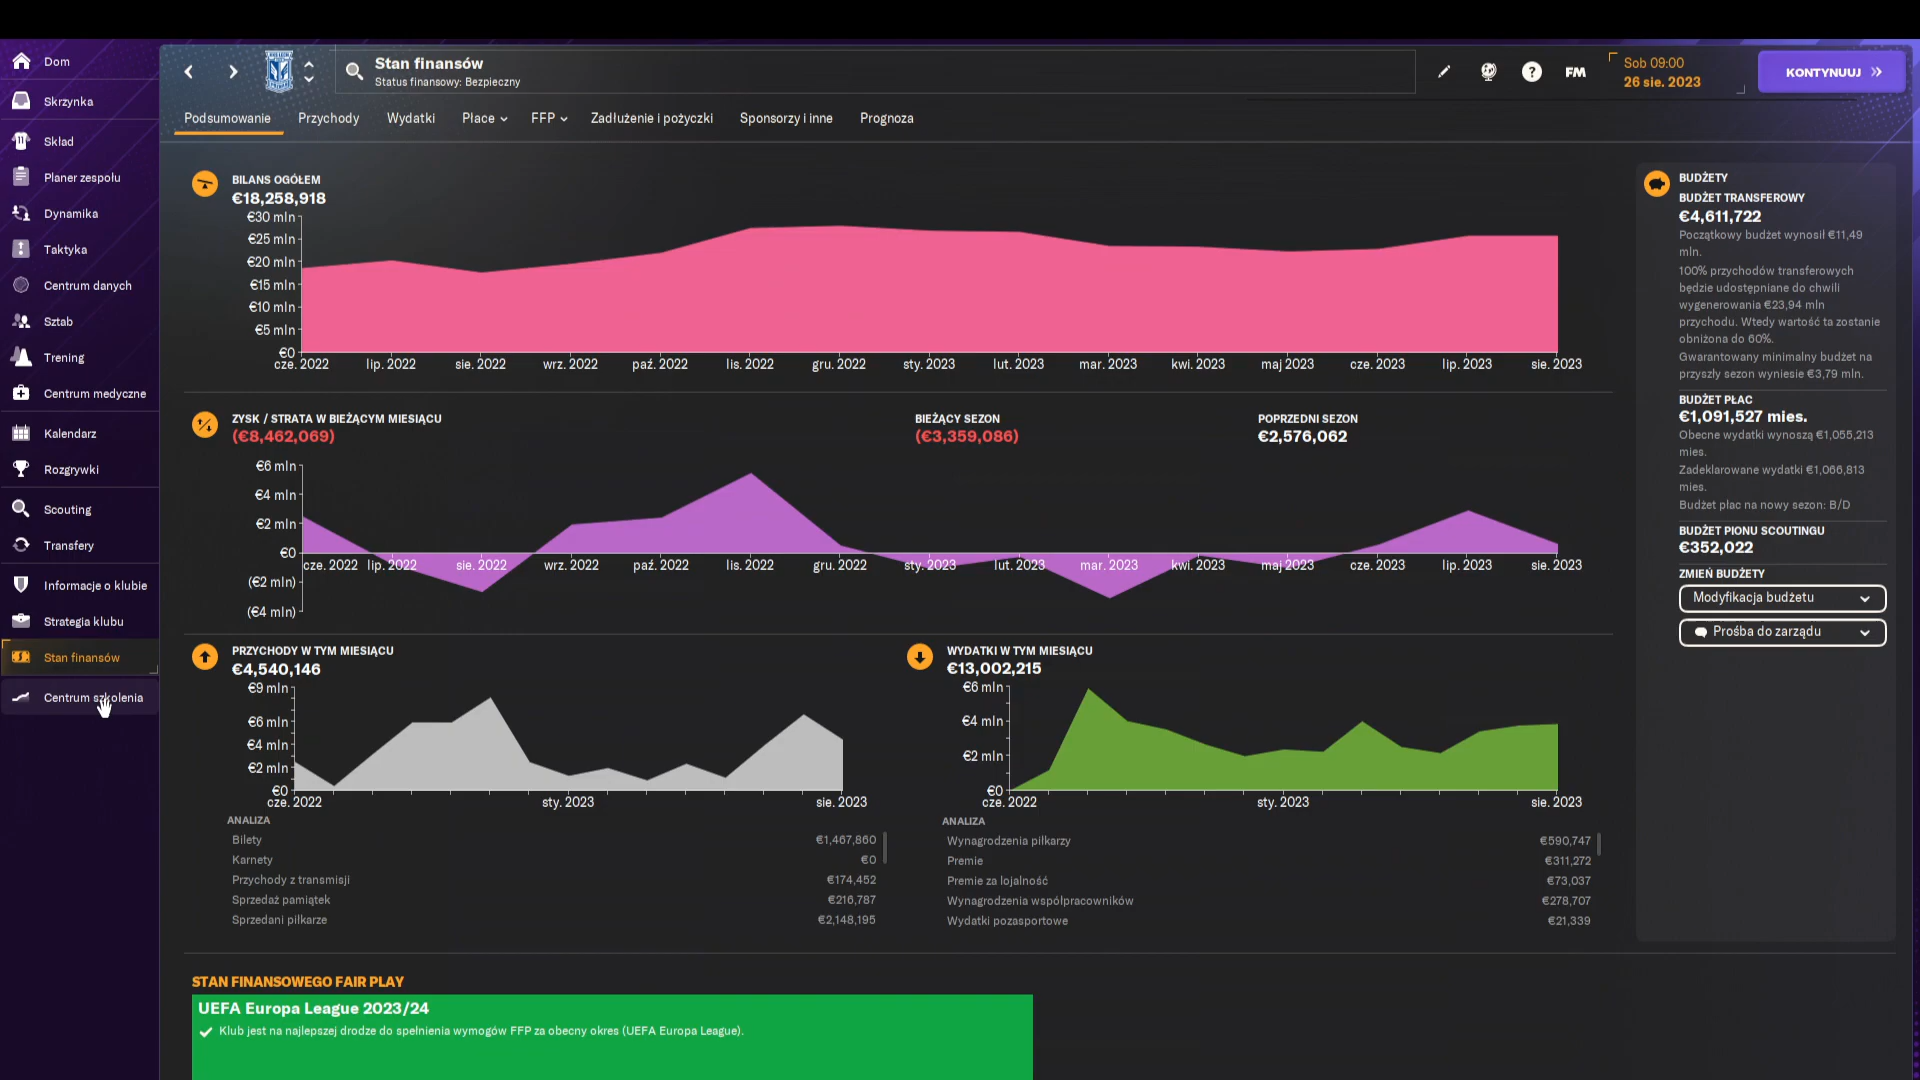 Dom
Skrzynka
Skład
Planer zespołu
Dynamika
Taktyka
Centrum danych
Sztab
Trening
Centrum medyczne
Kalendarz
Rozgrywki
Scouting
Transfery
Informacje o klubie
Strategia klubu
Stan finansów
Centrum szkolenia
Stan finansów
Status finansowy: Bezpieczny
FM
Sob 09:00
26 sie. 2023
KONTYNUUJ
Podsumowanie
Przychody
Wydatki
Płace
FFP
Zadłużenie i pożyczki
Sponsorzy i inne
Prognoza
BILANS OGÓŁEM
€18,258,918
€30 mln
€25 mln
€20 mln
€15 mln
€10 mln
€5 mln
€0
cze. 2022 lip. 2022 sie. 2022 wrz. 2022 paź. 2022 lis. 2022 gru. 2022 sty. 2023 lut. 2023 mar. 2023 kwi. 2023 maj 2023 cze. 2023 lip. 2023 sie. 2023
ZYSK / STRATA W BIEŻĄCYM MIESIĄCU
(€8,462,069)
BIEŻĄCY SEZON
(€3,359,086)
POPRZEDNI SEZON
€2,576,062
€6 mln
€4 mln
€2 mln
€0
(€2 mln)
(€4 mln)
cze. 2022 lip. 2022 sie. 2022 wrz. 2022 paź. 2022 lis. 2022 gru. 2022 sty. 2023 lut. 2023 mar. 2023 kwi. 2023 maj 2023 cze. 2023 lip. 2023 sie. 2023
PRZYCHODY W TYM MIESIĄCU
€4,540,146
€9 mln
€6 mln
€4 mln
€2 mln
€0
cze. 2022 sty. 2023 sie. 2023
ANALIZA
Bilety €1,467,860
Karnety €0
Przychody z transmisji €174,452
Sprzedaż pamiątek €216,787
Sprzedani piłkarze €2,148,195
WYDATKI W TYM MIESIĄCU
€13,002,215
€6 mln
€4 mln
€2 mln
€0
cze. 2022 sty. 2023 sie. 2023
ANALIZA
Wynagrodzenia piłkarzy €590,747
Premie €311,272
Premie za lojalność €73,037
Wynagrodzenia współpracowników €278,707
Wydatki pozasportowe €21,339
STAN FINANSOWEGO FAIR PLAY
UEFA Europa League 2023/24
Klub jest na najlepszej drodze do spełnienia wymogów FFP za obecny okres (UEFA Europa League).
BUDŻETY
BUDŻET TRANSFEROWY
€4,611,722
Początkowy budżet wynosił €11,49
mln.
100% przychodów transferowych
będzie udostępniane do chwili
wygenerowania €23,94 mln
przychodu. Wtedy wartość ta zostanie
obniżona do 60%.
Gwarantowany minimalny budżet na
przyszły sezon wyniesie €3,79 mln.
BUDŻET PŁAC
€1,091,527 mies.
Obecne wydatki wynoszą €1,055,213
mies.
Zadeklarowane wydatki €1,066,813
mies.
Budżet płac na nowy sezon: B/D
BUDŻET PIONU SCOUTINGU
€352,022
ZMIEŃ BUDŻETY
Modyfikacja budżetu
Prośba do zarządu